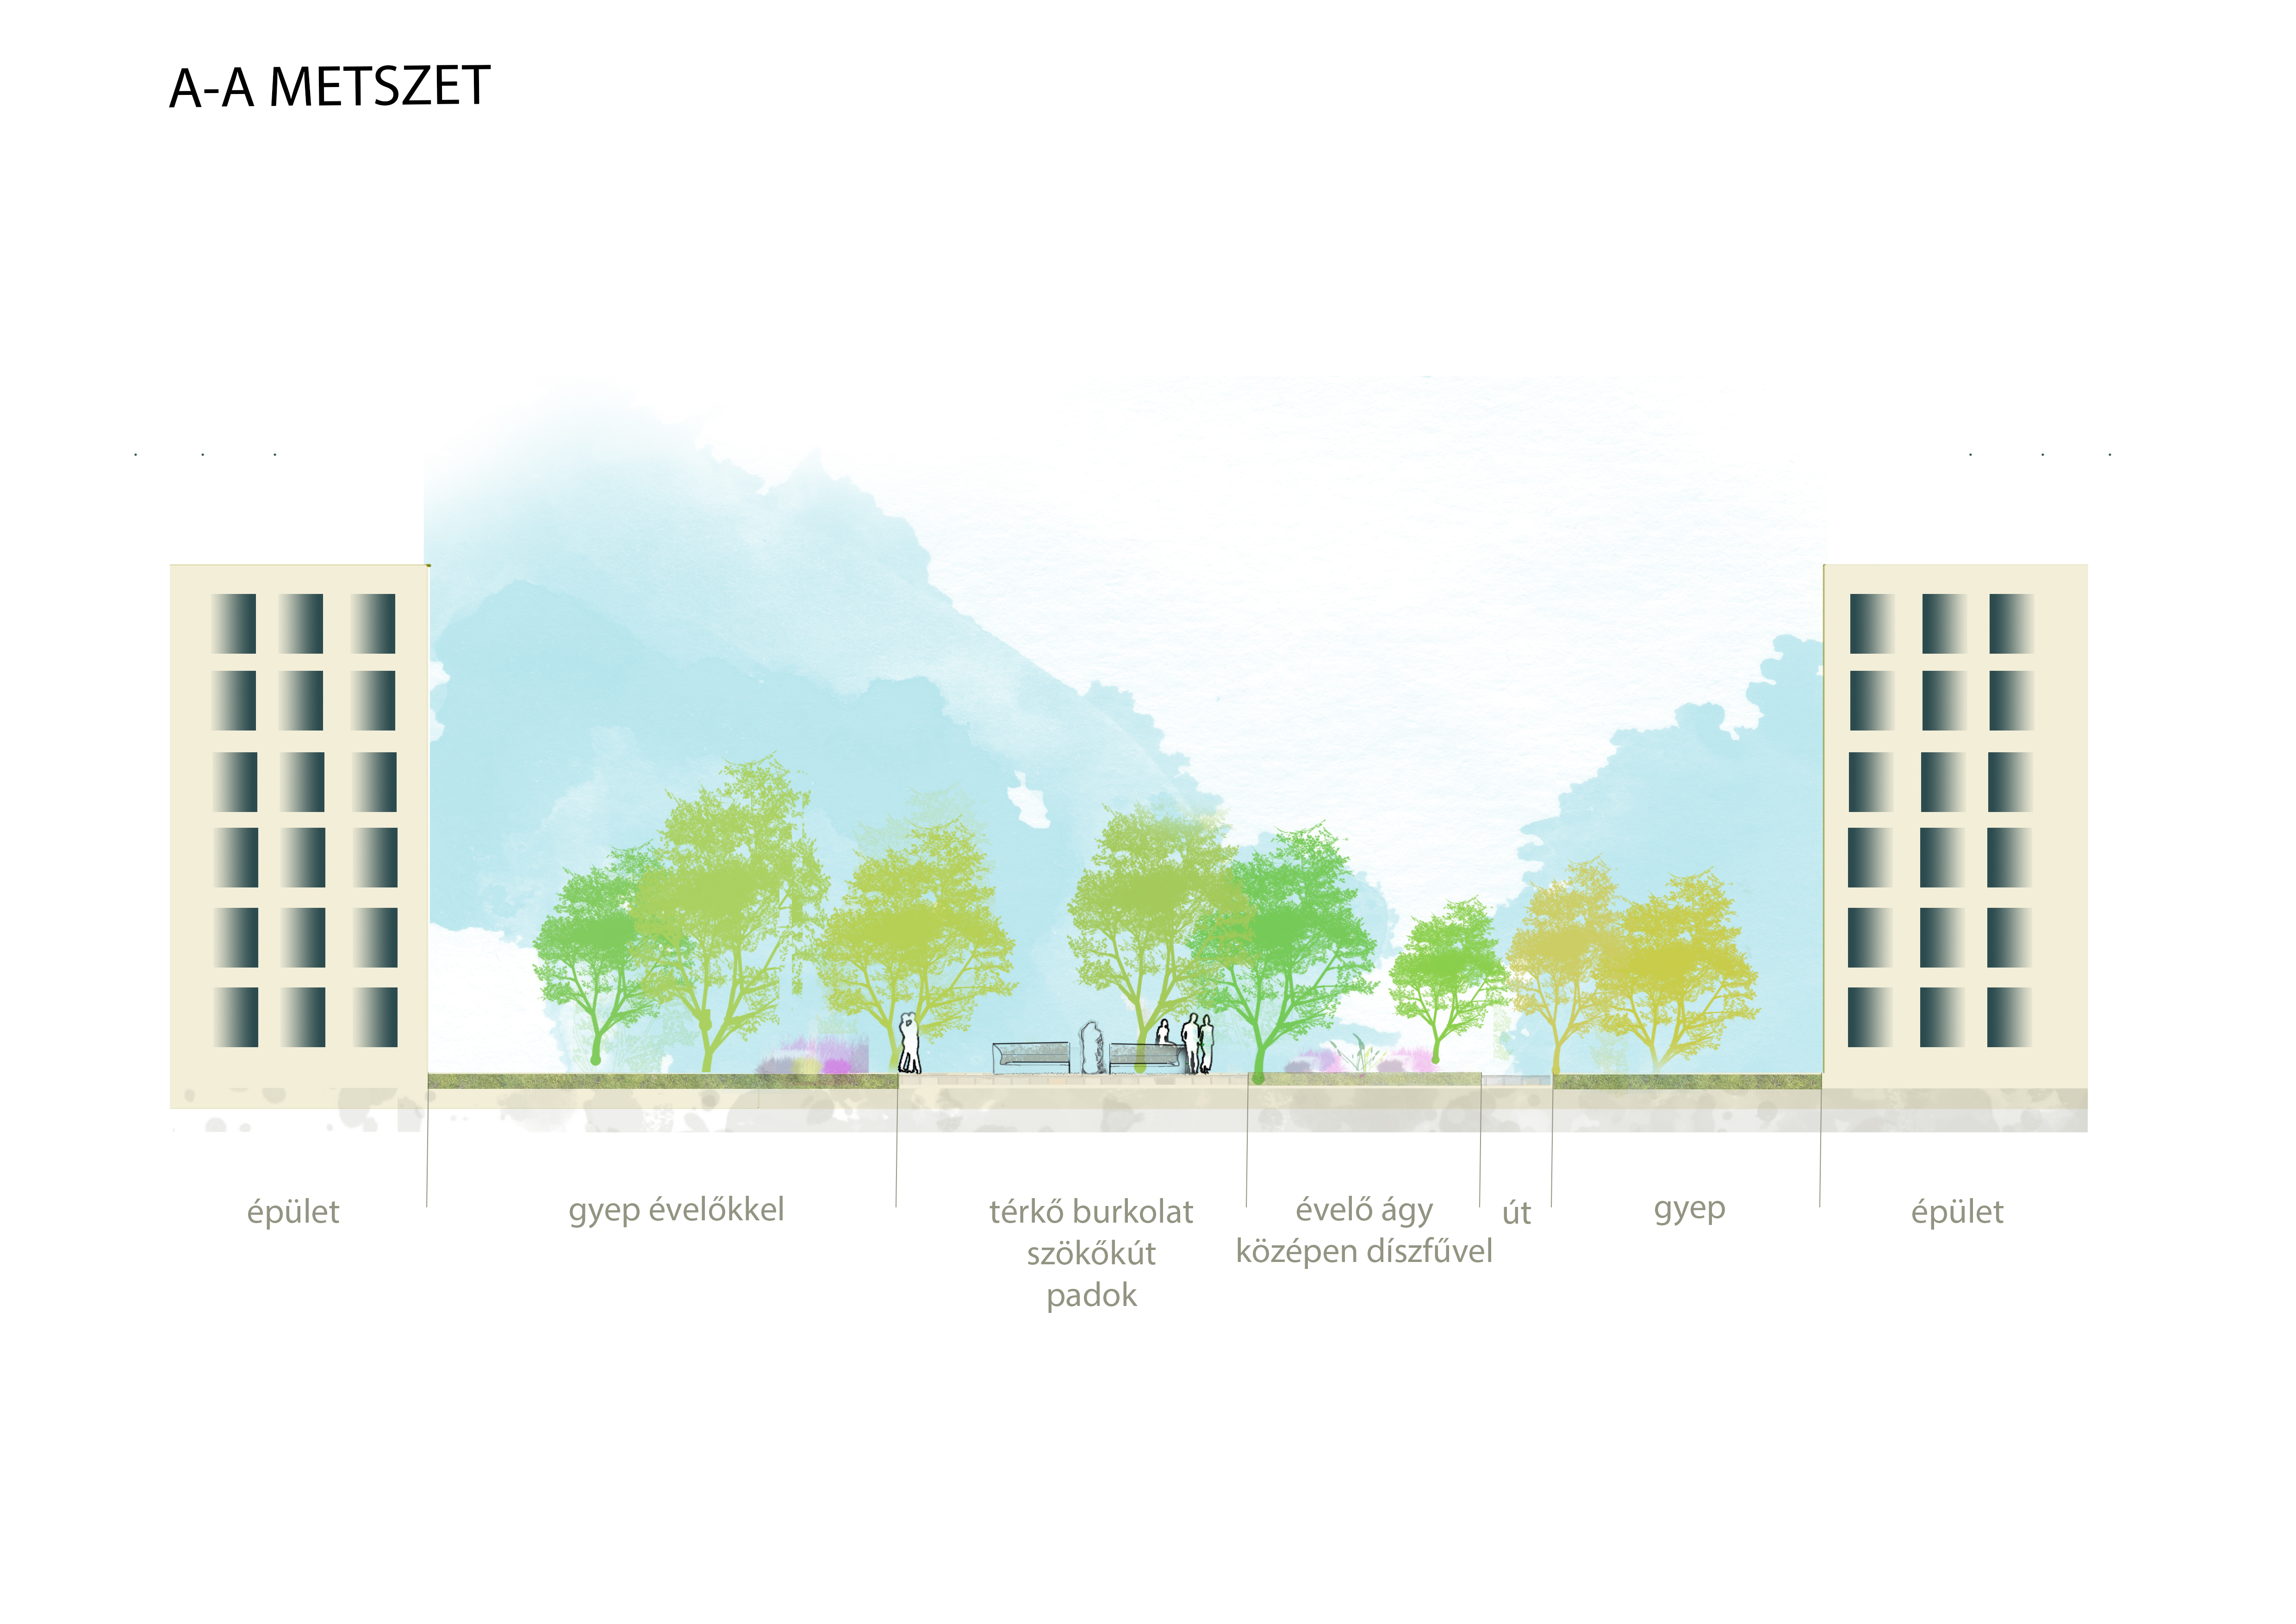 A-A METSZET
épület
gyep évelőkkel
térkő burkolat
szökőkút
padok
évelő ágy
középen díszfűvel
út
gyep
épület